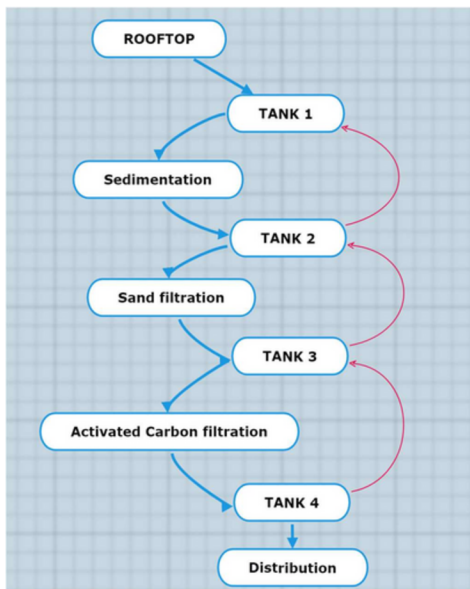 ROOFTOP
TANK 1
Sedimentation
TANK 2
Sand filtration
TANK 3
Activated Carbon filtration
TANK 4
Distribution